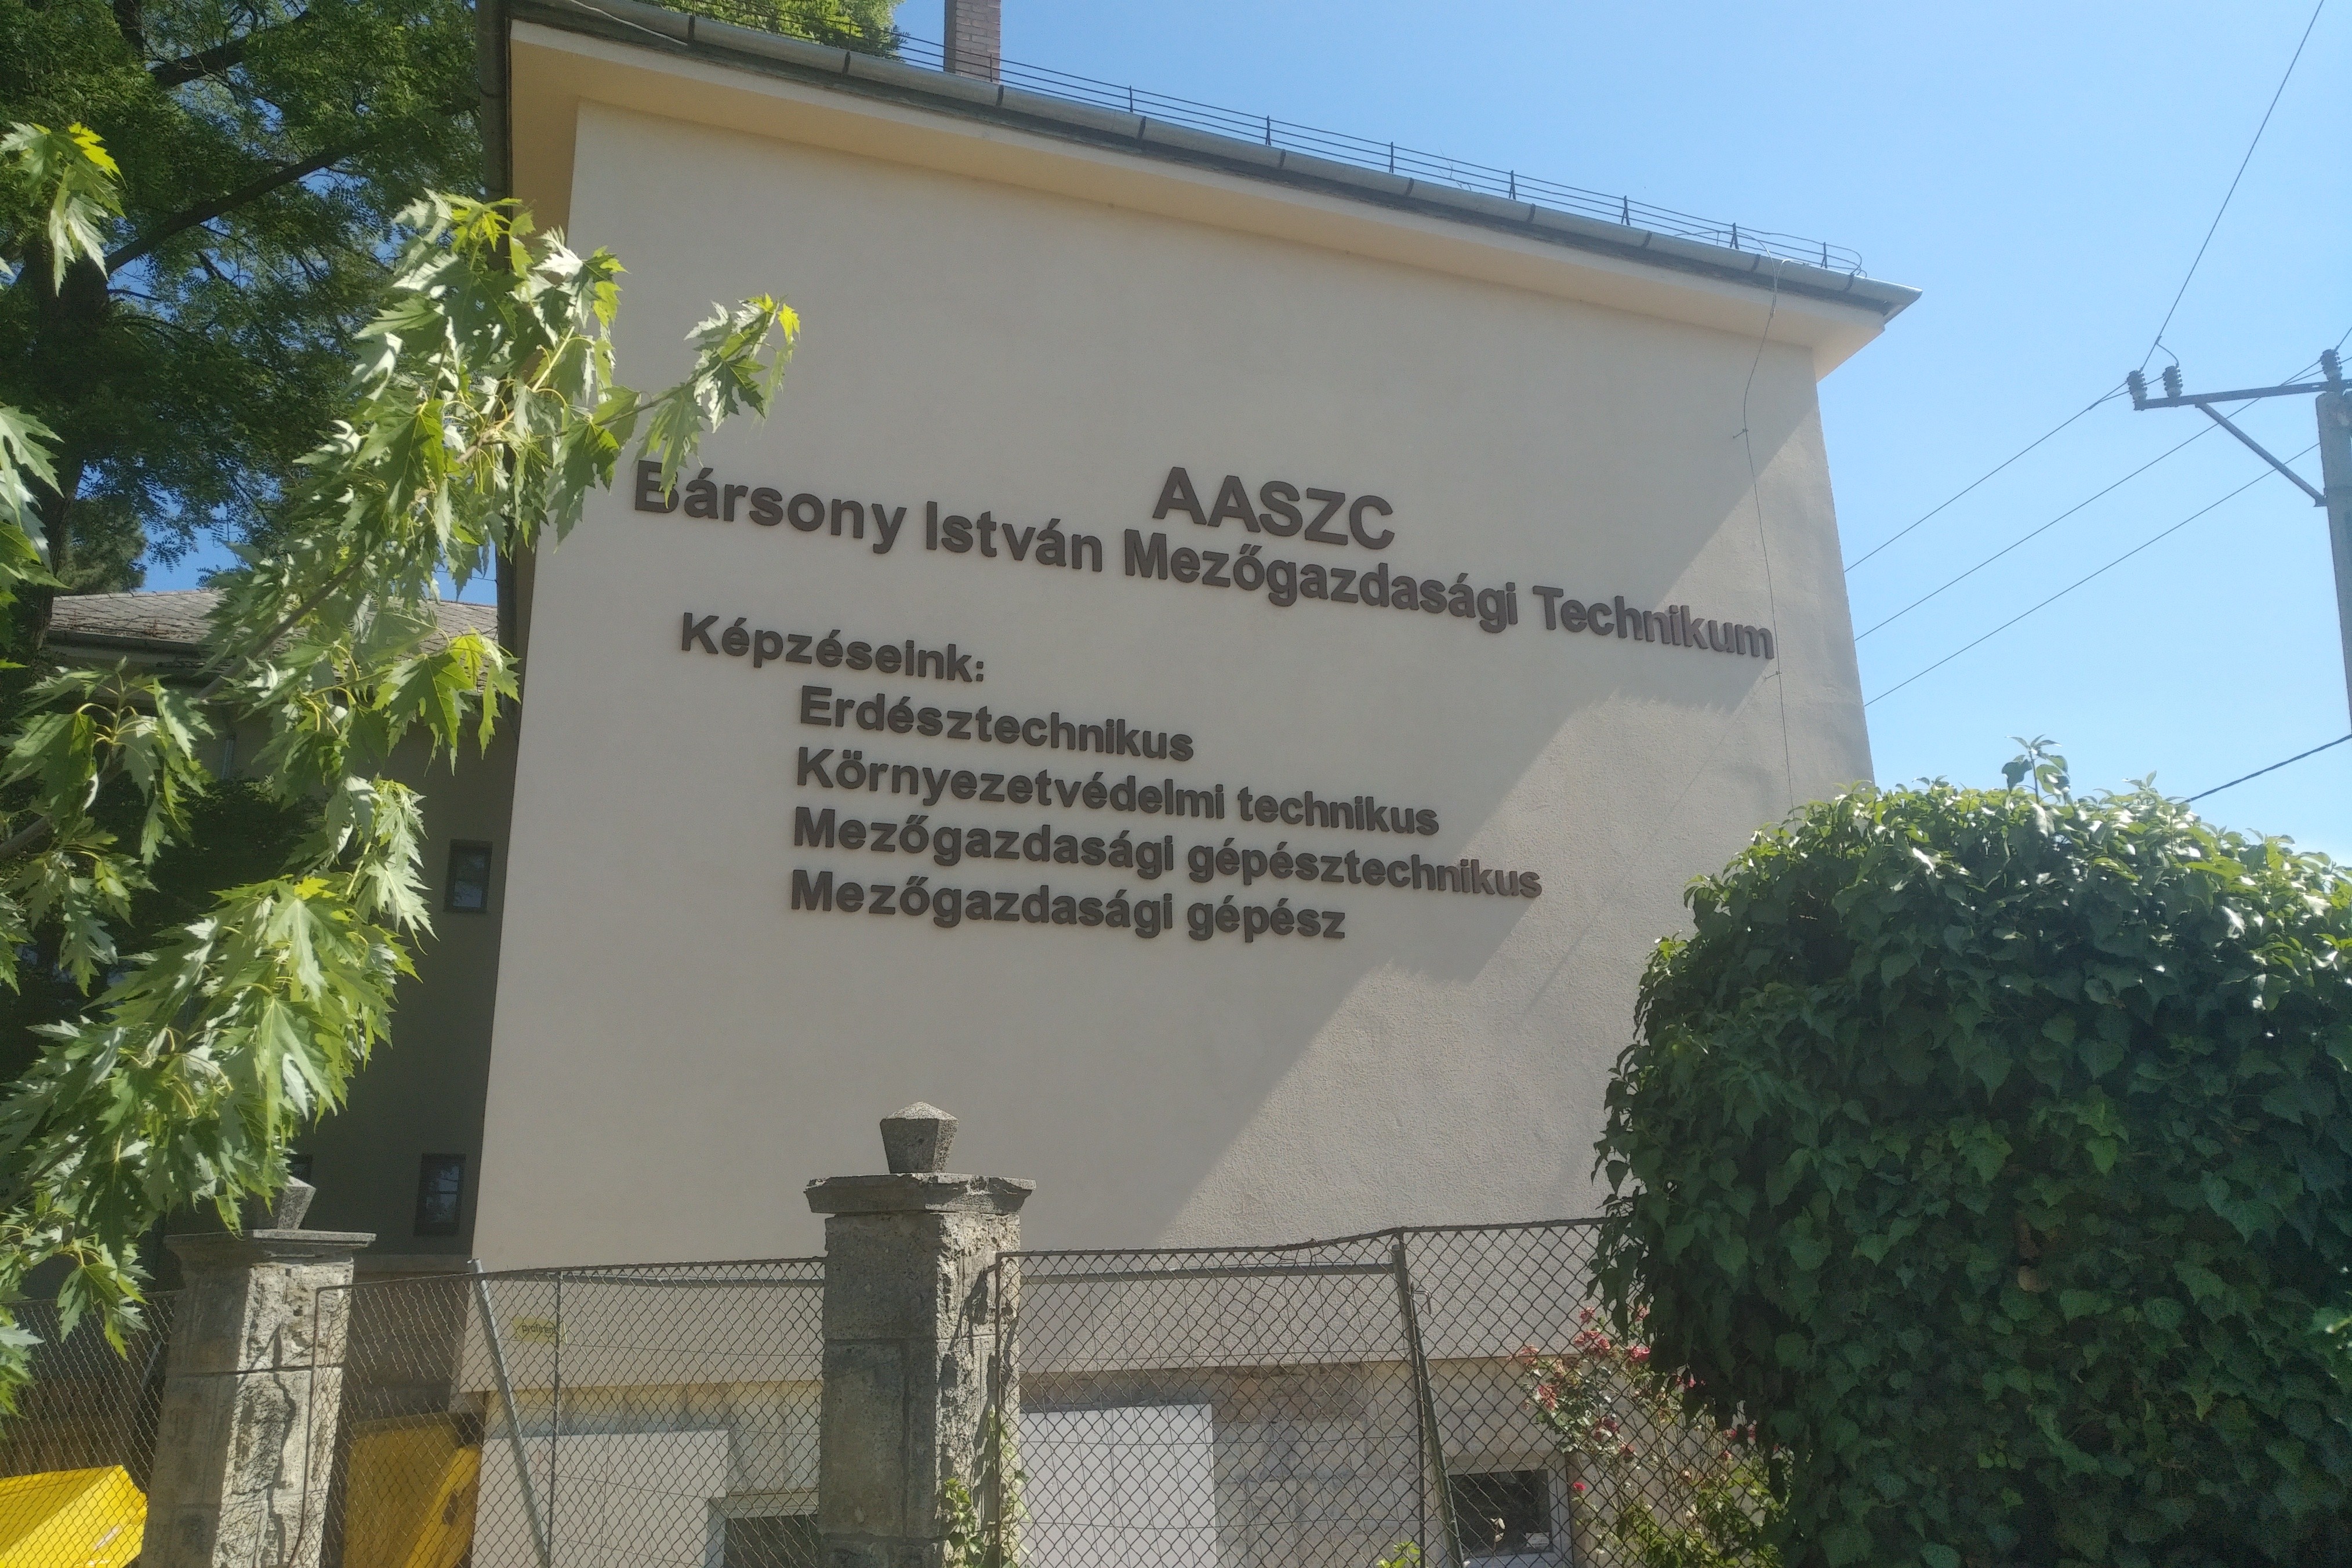 AASZC
Bársony István Mezőgazdasági Technikum
Képzéseink:
Erdésztechnikus
Környezetvédelmi technikus
Mezőgazdasági gépésztechnikus
Mezőgazdasági gépész